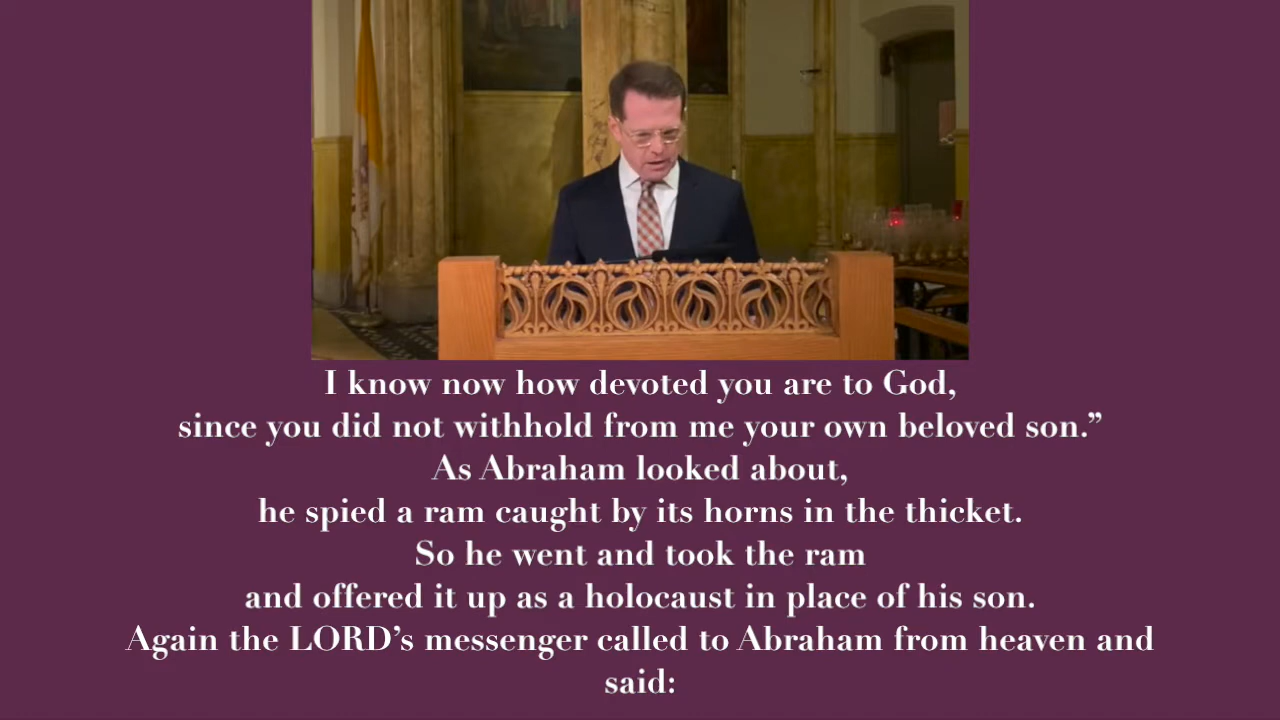 I know now how devoted you are to God,
since you did not withhold from me your own beloved son.”
As Abraham looked about,
he spied a ram caught by its horns in the thicket.
So he went and took the ram
and offered it up as a holocaust in place of his son.
Again the LORD’s messenger called to Abraham from heaven and
said: